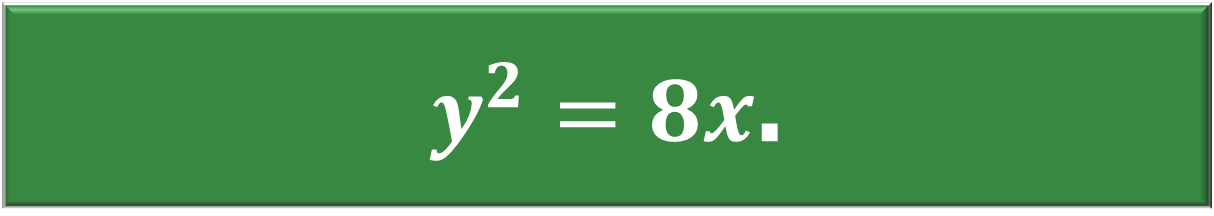 y² = 8x.